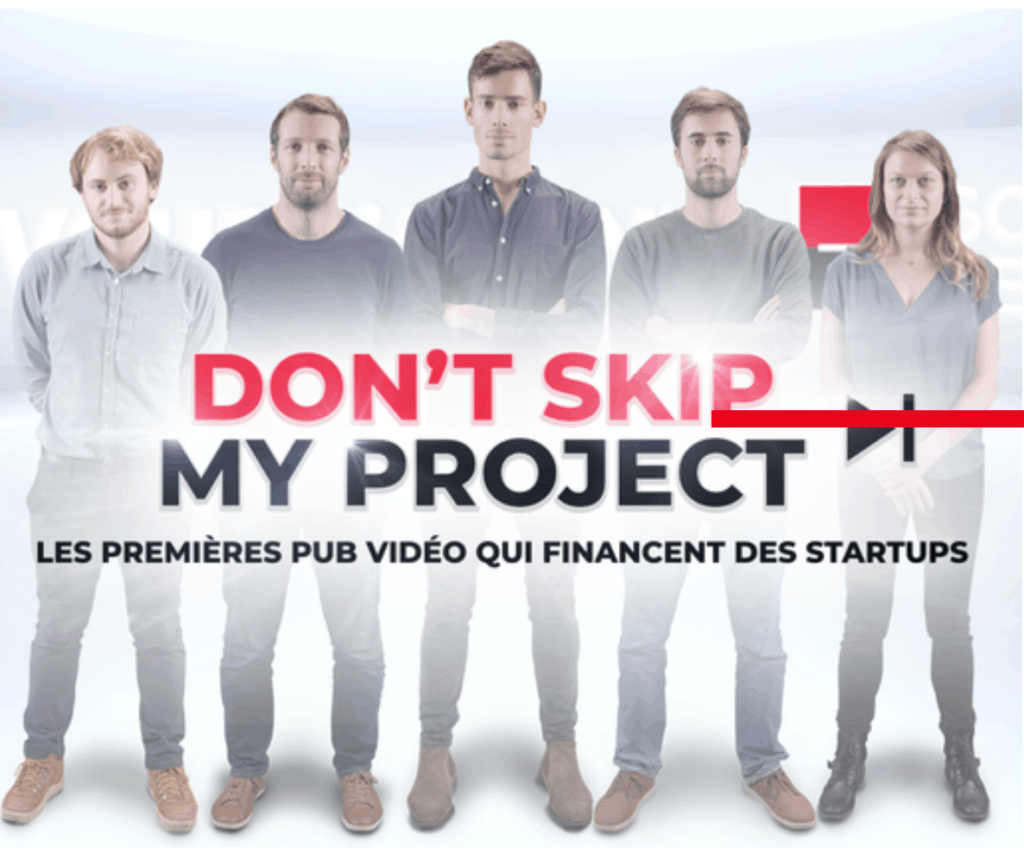 DON'T SKIP
MY PROJECT
LES PREMIÈRES PUB VIDÉO QUI FINANCENT DES STARTUPS